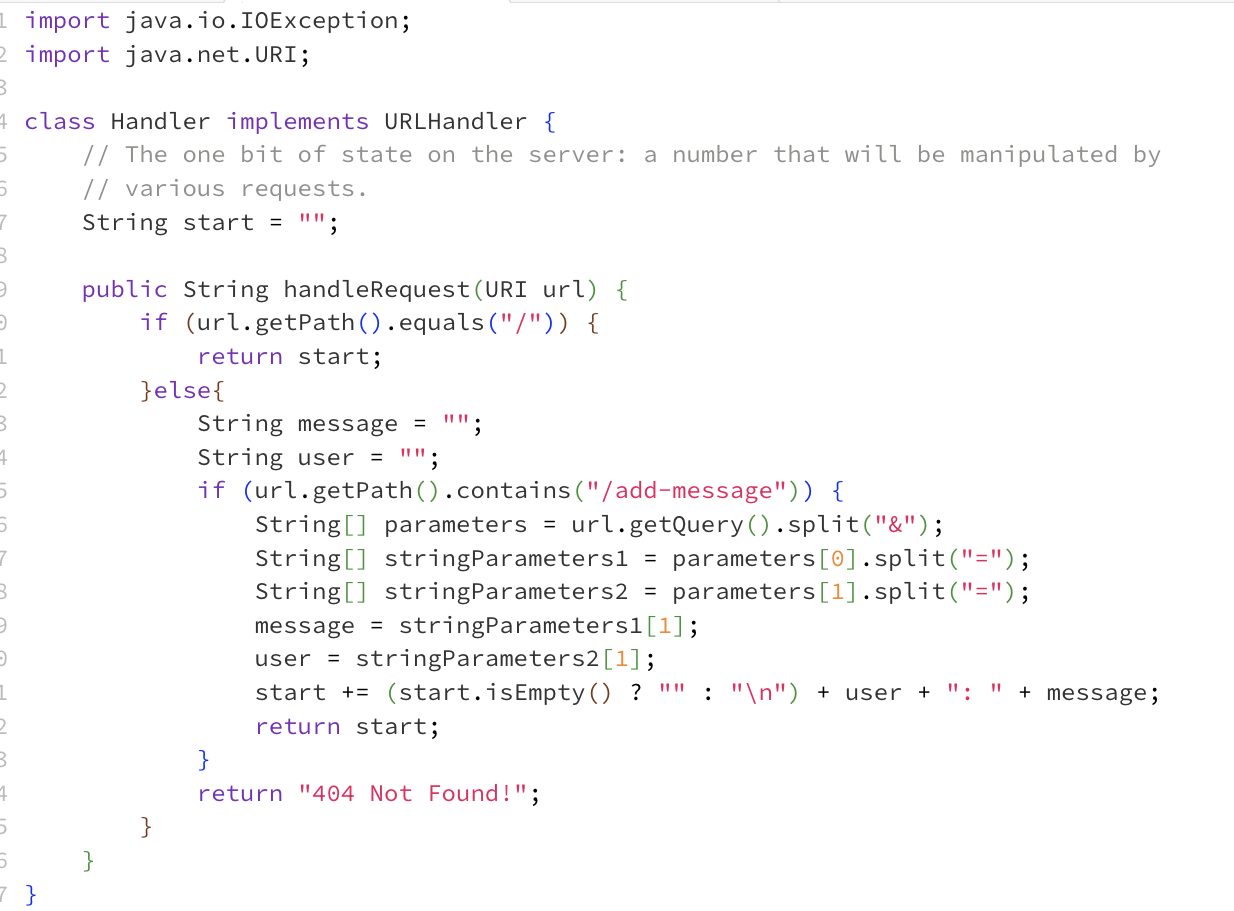 1 import java.io.IOException;
2 import java.net.URI;
3
4 class Handler implements URLHandler {
5     // The one bit of state on the server: a number that will be manipulated by
6     // various requests.
7     String start = "";
8
9     public String handleRequest(URI url) {
0         if (url.getPath().equals("/")) {
1             return start;
2         }else{
3             String message = "";
4             String user = "";
5             if (url.getPath().contains("/add-message")) {
6                 String[] parameters = url.getQuery().split("&");
7                 String[] stringParameters1 = parameters[0].split("=");
8                 String[] stringParameters2 = parameters[1].split("=");
9                 message = stringParameters1[1];
0                 user = stringParameters2[1];
1                 start += (start.isEmpty() ? "" : "\n") + user + ": " + message;
2                 return start;
3             }
4             return "404 Not Found!";
5         }
6     }
7 }